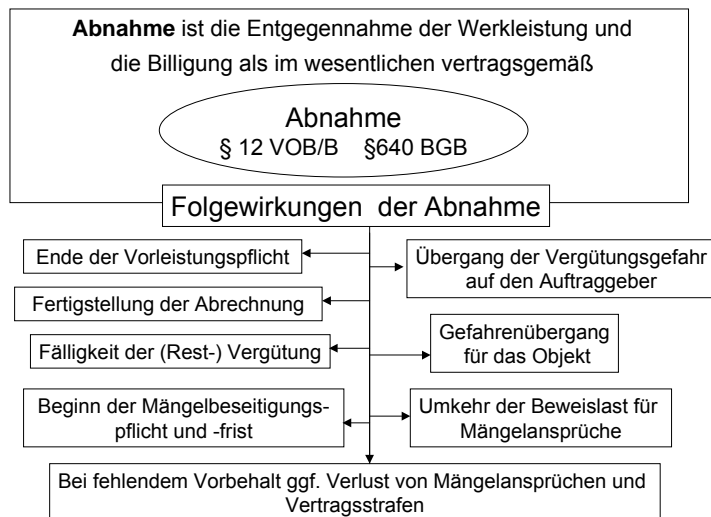 Abnahme ist die Entgegennahme der Werkleistung und
die Billigung als im wesentlichen vertragsgemäß
Abnahme
§ 12 VOB/B §640 BGB
Folgewirkungen der Abnahme
Ende der Vorleistungspflicht
Übergang der Vergütungsgefahr
auf den Auftraggeber
Fertigstellung der Abrechnung
Gefahrenübergang
für das Objekt
Fälligkeit der (Rest-) Vergütung
Beginn der Mängelbeseitigungs-
pflicht und -frist
Umkehr der Beweislast für
Mängelansprüche
Bei fehlendem Vorbehalt ggf. Verlust von Mängelansprüchen und
Vertragsstrafen